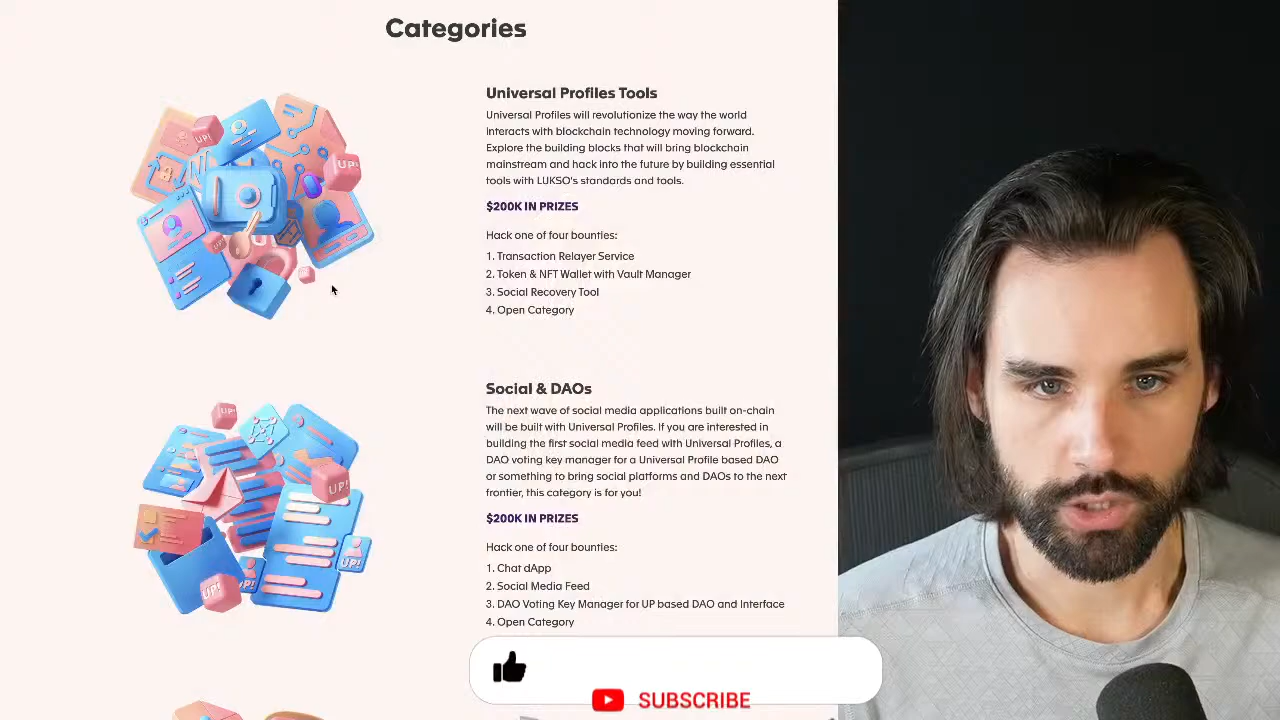 Categories
Universal Profiles Tools
Universal Profiles will revolutionize the way the world
interacts with blockchain technology moving forward.
Explore the building blocks that will bring blockchain
mainstream and hack into the future by building essential
tools with LUKSO's standards and tools.
$200K IN PRIZES
Hack one of four bounties:
1. Transaction Relayer Service
2. Token & NFT Wallet with Vault Manager
3. Social Recovery Tool
4. Open Category
UP!
UP!
UP!
Social & DAOs
The next wave of social media applications built on-chain
will be built with Universal Profiles. If you are interested in
building the first social media feed with Universal Profiles, a
DAO voting key manager for a Universal Profile based DAO
or something to bring social platforms and DAOs to the next
frontier, this category is for you!
$200K IN PRIZES
Hack one of four bounties:
1. Chat dApp
2. Social Media Feed
3. DAO Voting Key Manager for UP based DAO and Interface
4. Open Category
UP!
UP!
UP!
UP!
UP!
SUBSCRIBE